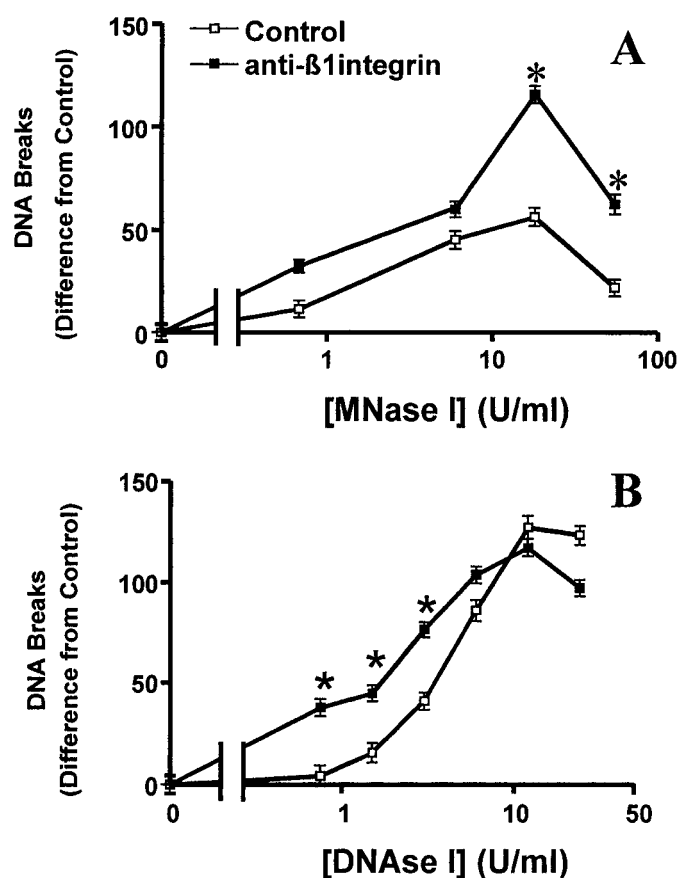 150
Control
anti-ß1integrin
A
*
100
*
DNA Breaks
(Difference from Control)
50
0
0
1
10
100
[MNase I] (U/ml)
150
B
100
*
*
*
DNA Breaks
(Difference from Control)
50
0
0
1
10
50
[DNAse I] (U/ml)